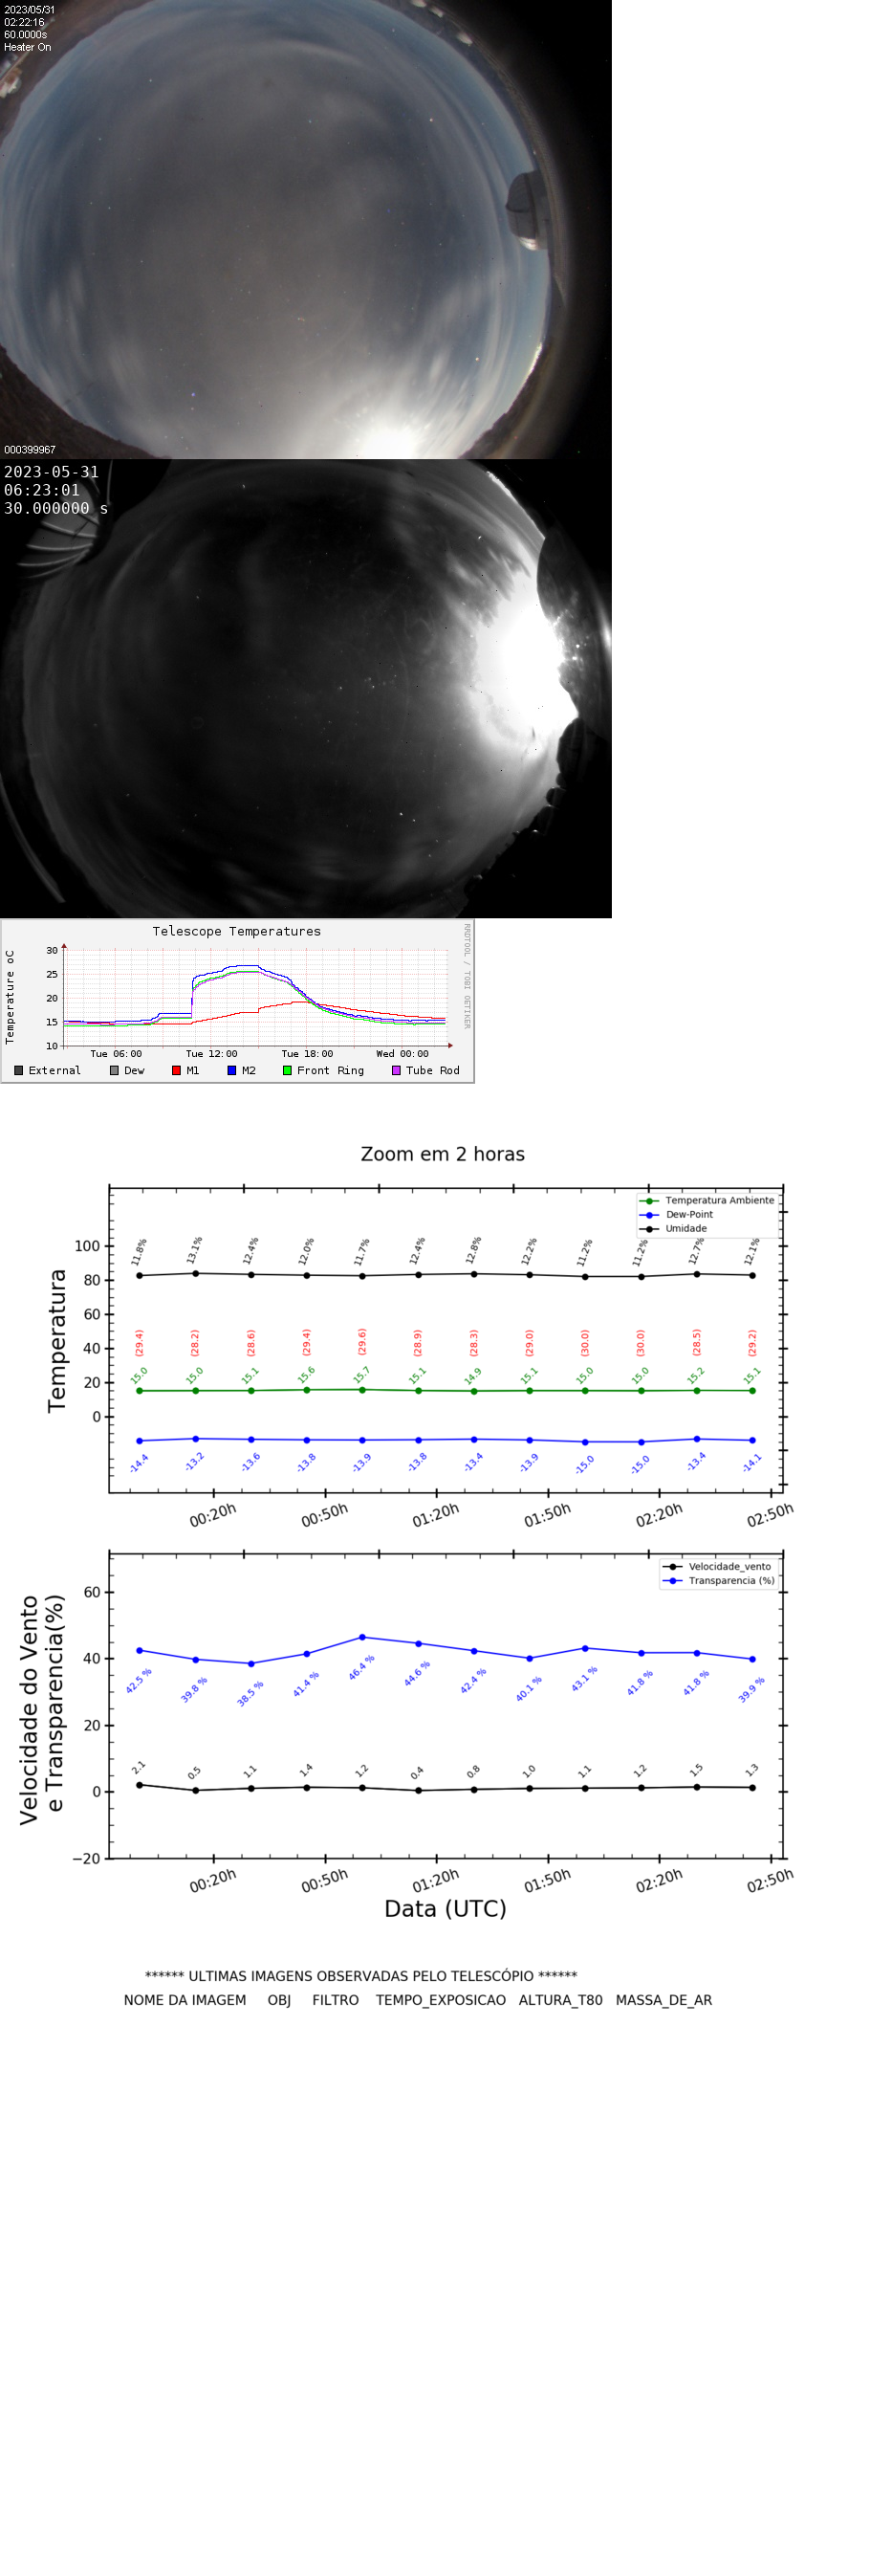 2023/05/31
02:22:16
60.0000s
Heater On
000399967
2023-05-31
06:23:01
30.000000 s
Telescope Temperatures
RRDTOOL / TOBI OETIKER
Temperature oC
30
25
20
15
10
Tue 06:00 Tue 12:00 Tue 18:00 Wed 00:00
External Dew M1 M2 Front Ring Tube Rod
Zoom em 2 horas
Temperatura Ambiente
Dew-Point
Umidade
Temperatura
100
80
60
40
20
0
11.8% 13.1% 12.4% 12.0% 11.7% 12.4% 12.8% 12.2% 11.2% 11.2% 12.7% 12.1%
(29.4) (28.2) (28.6) (29.4) (29.6) (28.9) (28.3) (29.0) (30.0) (30.0) (28.5) (29.2)
15.0 15.0 15.1 15.6 15.7 15.1 14.9 15.1 15.0 15.0 15.2 15.1
-14.4 -13.2 -13.6 -13.8 -13.9 -13.8 -13.4 -13.9 -15.0 -15.0 -13.4 -14.1
00:20h 00:50h 01:20h 01:50h 02:20h 02:50h
Velocidade_vento
Transparencia (%)
Velocidade do Vento
e Transparencia(%)
60
40
20
0
−20
42.5 % 39.8 % 38.5 % 41.4 % 46.4 % 44.6 % 42.4 % 40.1 % 43.1 % 41.8 % 41.8 % 39.9 %
2.1 0.5 1.1 1.4 1.2 0.4 0.8 1.0 1.1 1.2 1.5 1.3
00:20h 00:50h 01:20h 01:50h 02:20h 02:50h
Data (UTC)
****** ULTIMAS IMAGENS OBSERVADAS PELO TELESCÓPIO ******
NOME DA IMAGEM OBJ FILTRO TEMPO_EXPOSICAO ALTURA_T80 MASSA_DE_AR